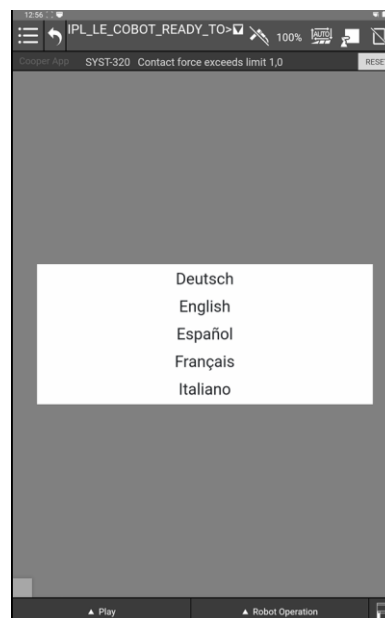 12:56
IPL_LE_COBOT_READY_TO>
100%
AUTO
Cooper App SYST-320 Contact force exceeds limit 1,0
RESE
Deutsch
English
Español
Français
Italiano
▲ Play
▲ Robot Operation